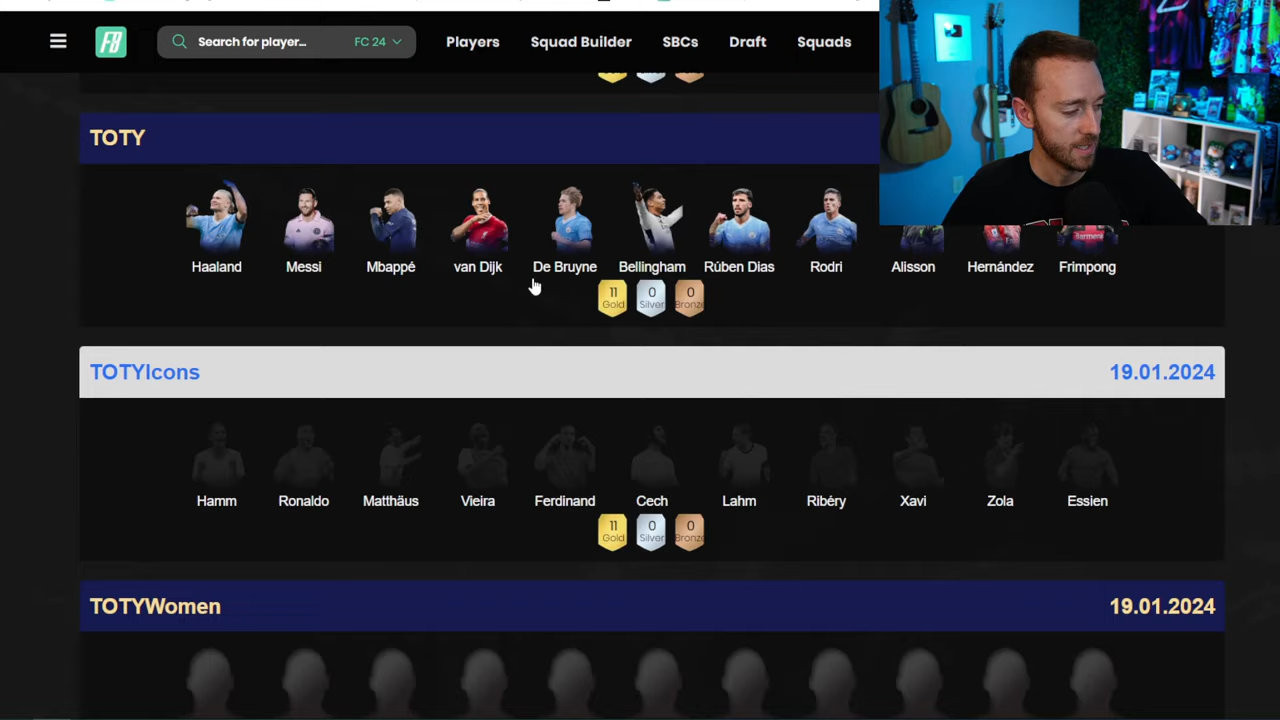 FB
Search for player...
FC 24
Players
Squad Builder
SBCs
Draft
Squads
TOTY
Haaland
Messi
Mbappé
van Dijk
De Bruyne
Bellingham
Rúben Dias
Rodri
Alisson
Hernández
Frimpong
11
Gold
0
Silver
0
Bronze
TOTYIcons
19.01.2024
Hamm
Ronaldo
Matthäus
Vieira
Ferdinand
Cech
Lahm
Ribéry
Xavi
Zola
Essien
11
Gold
0
Silver
0
Bronze
TOTYWomen
19.01.2024